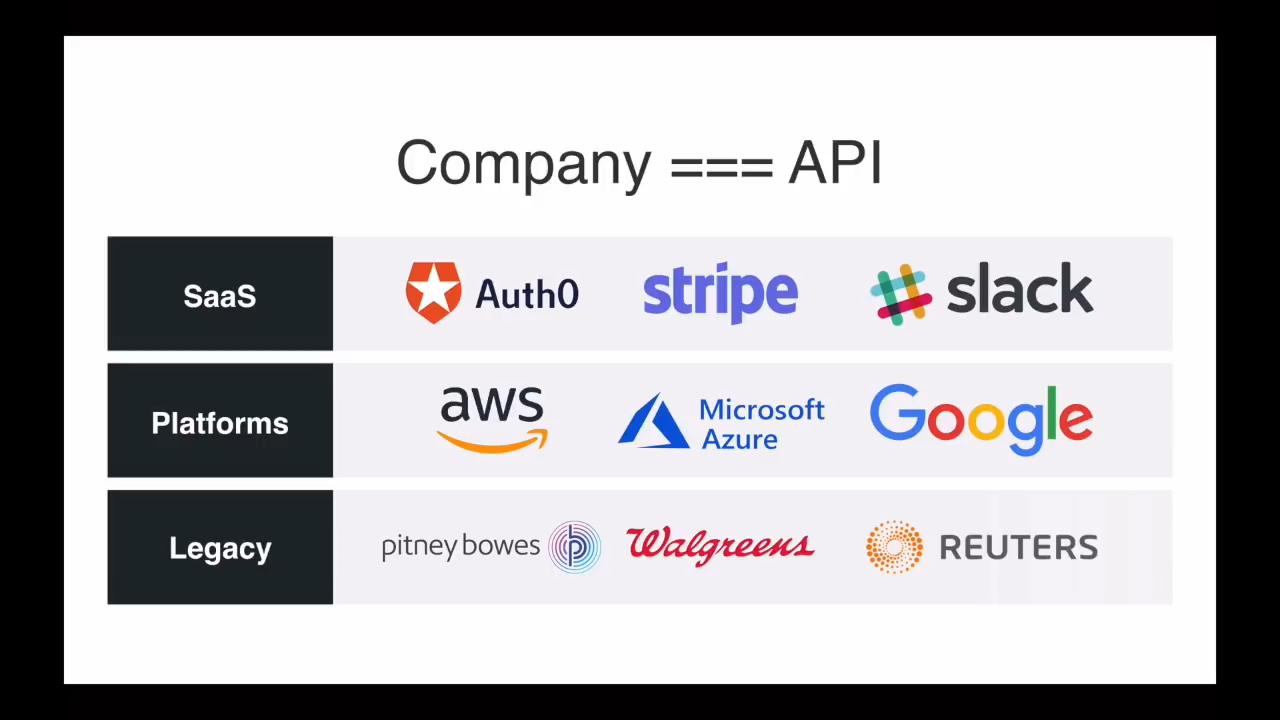 Company === API
SaaS
Auth0
stripe
slack
Platforms
aws
Microsoft
Azure
Google
Legacy
pitney bowes
Walgreens
REUTERS